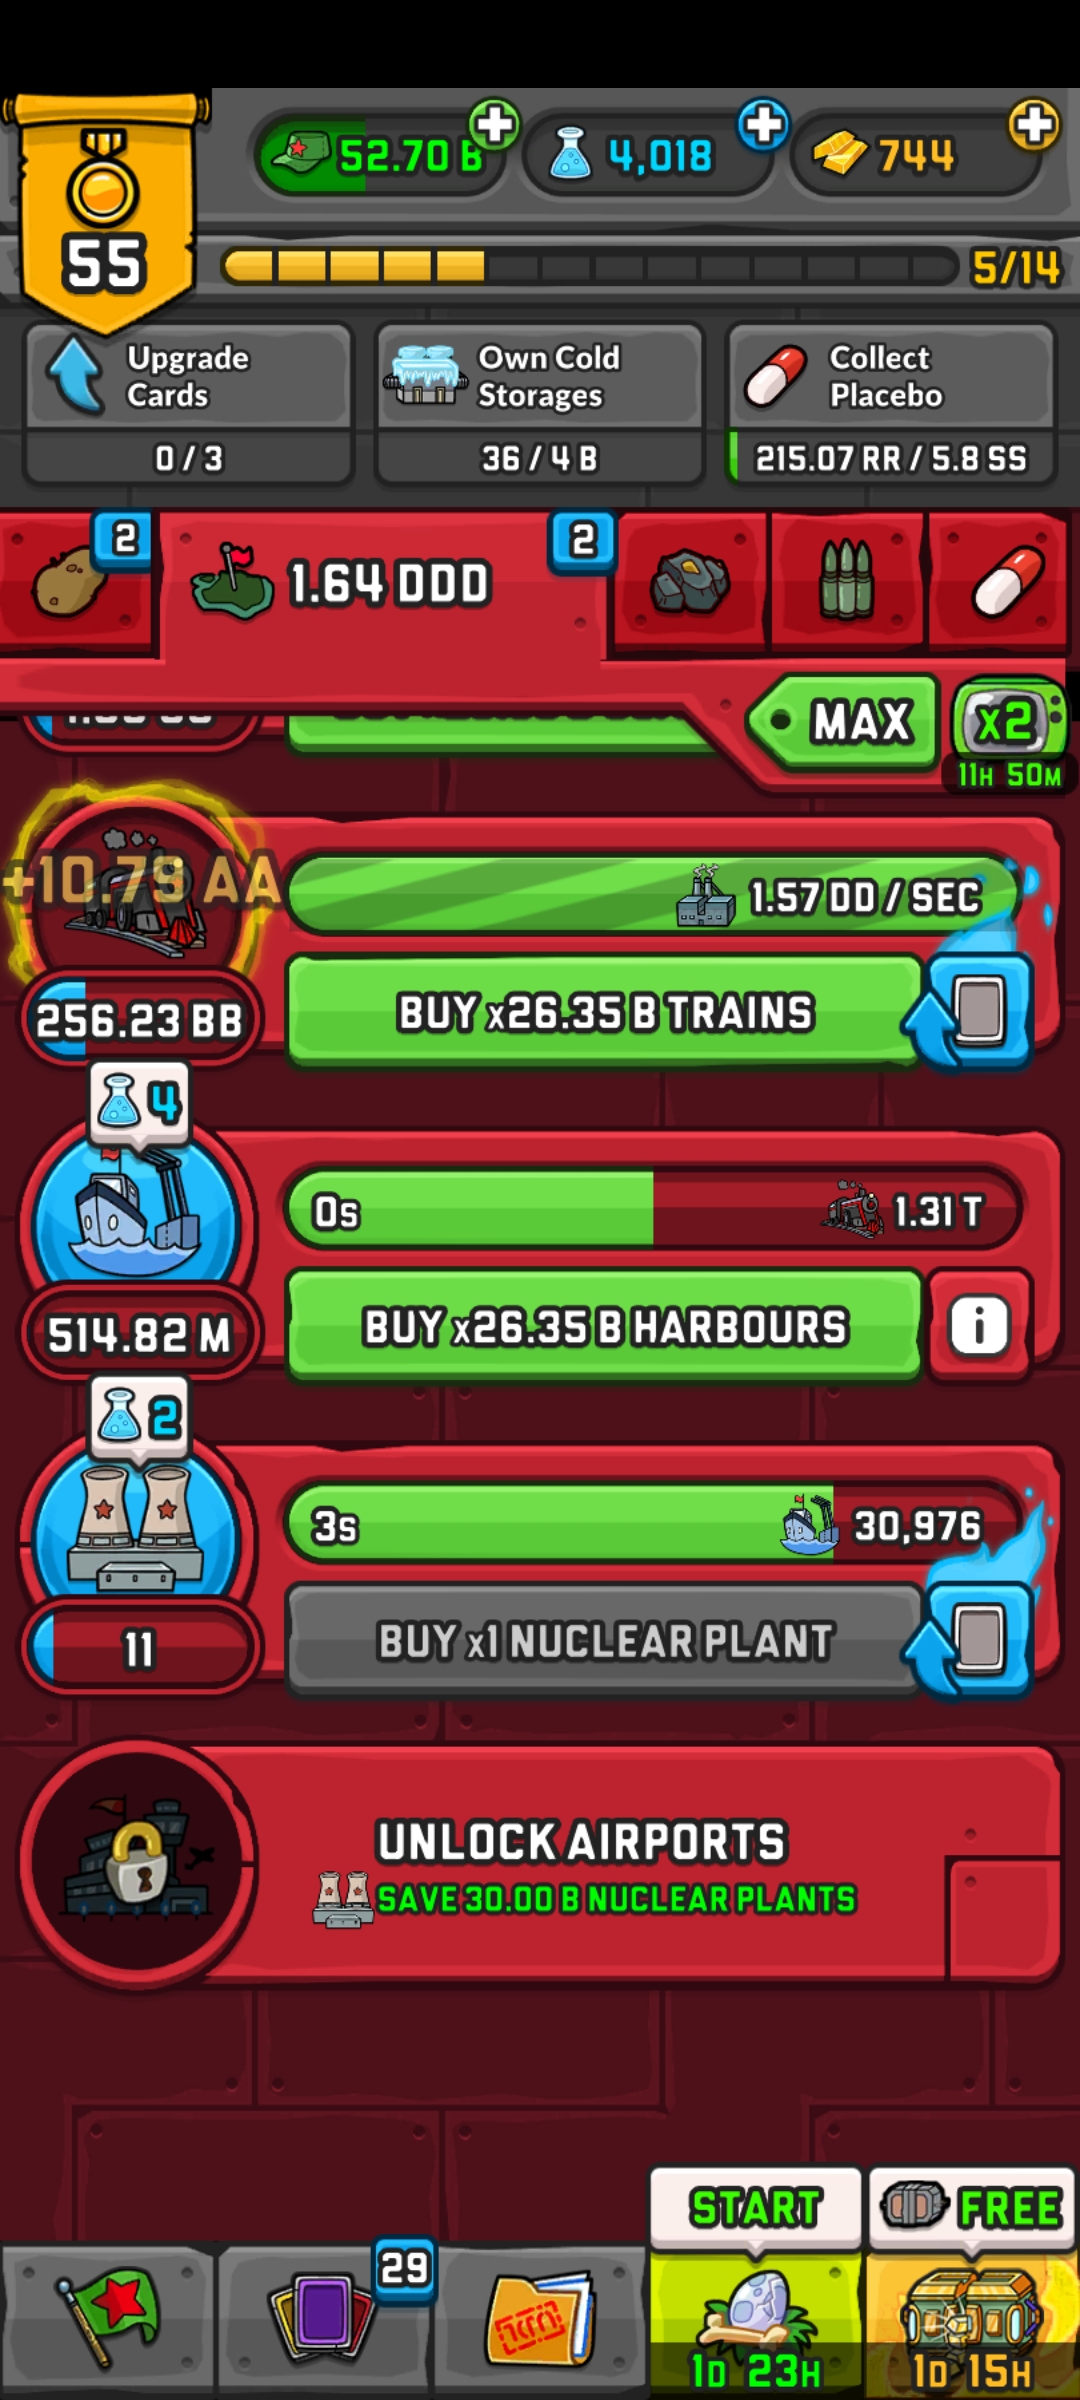 55
52.70 B
4,018
744
5/14
Upgrade
Cards
0 / 3
Own Cold
Storages
36 / 4 B
Collect
Placebo
215.07 RR / 5.8 SS
2
1.64 DDD
2
MAX
x2
11H 50M
+10.79 AA
1.57 DD / SEC
256.23 BB
BUY x26.35 B TRAINS
4
0s
1.31 T
514.82 M
BUY x26.35 B HARBOURS
i
2
3s
30,976
11
BUY x1 NUCLEAR PLANT
UNLOCK AIRPORTS
SAVE 30.00 B NUCLEAR PLANTS
START
FREE
29
1D 23H
1D 15H